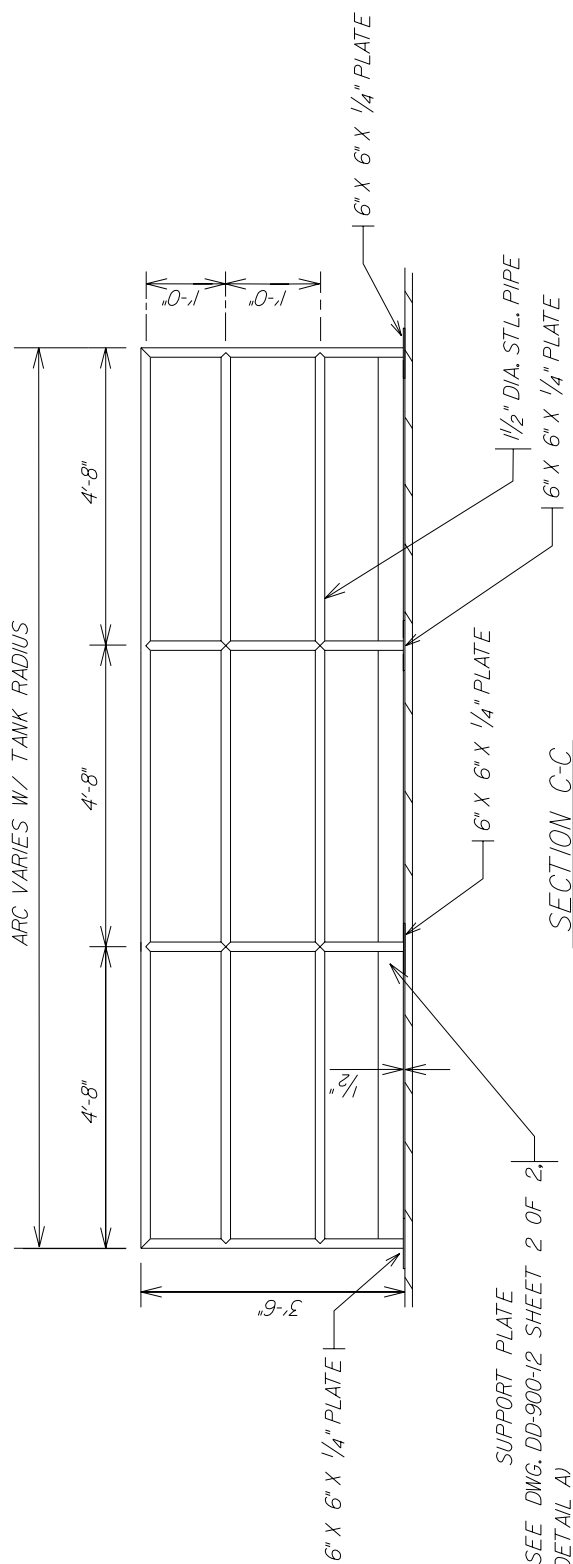 ARC VARIES W/ TANK RADIUS
4'-8"
4'-8"
4'-8"
1'-0"
1'-0"
3'-6"
1/2"
6" X 6" X 1/4" PLATE
SUPPORT PLATE
SEE DWG. DD-900-12 SHEET 2 OF 2,
DETAIL A)
6" X 6" X 1/4" PLATE
1 1/2" DIA. STL. PIPE
6" X 6" X 1/4" PLATE
6" X 6" X 1/4" PLATE
SECTION C-C